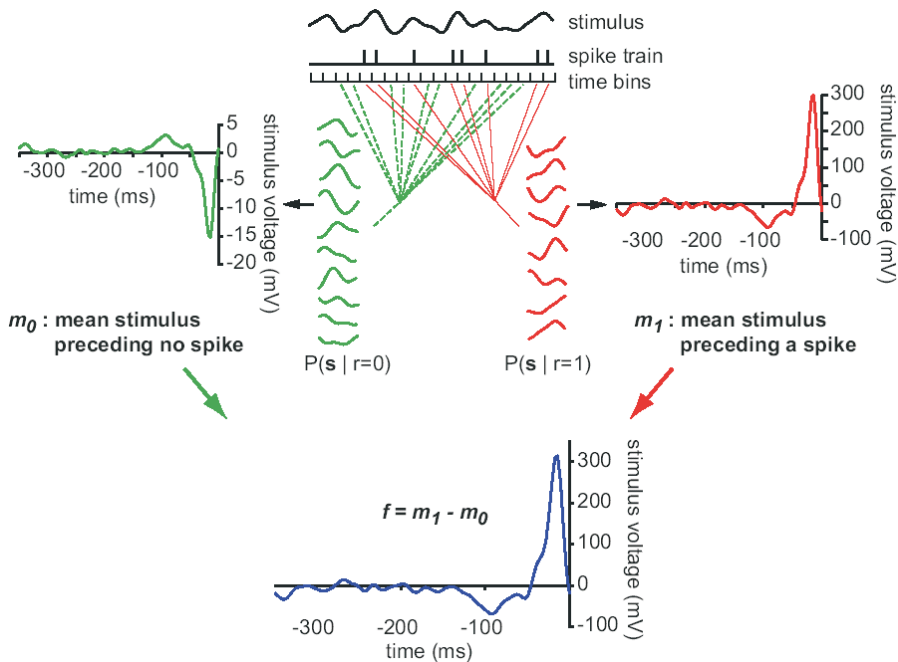 stimulus
spike train
time bins
5
0
-5
-10
-15
-20
stimulus voltage (mV)
-300 -200 -100
time (ms)
300
200
100
0
-100
stimulus voltage (mV)
-300 -200 -100
time (ms)
m0 : mean stimulus
preceding no spike
P(s | r=0)
P(s | r=1)
m1 : mean stimulus
preceding a spike
f = m1 - m0
300
200
100
0
-100
stimulus voltage (mV)
-300 -200 -100
time (ms)